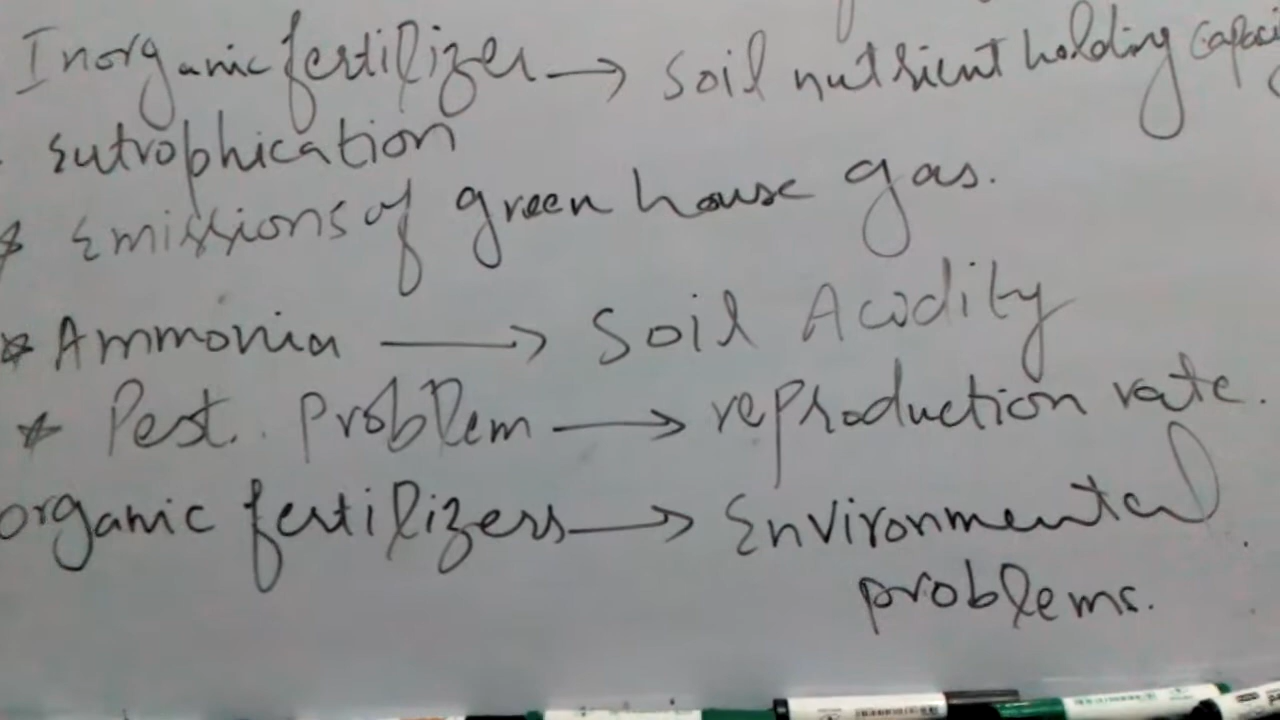 Inorganic fertilizer → Soil nutrient holding capaci
eutrophication
* Emissions of green house gas.
* Ammonia → Soil Acidity
* Pest. problem → reproduction rate.
organic fertilizers → Environmental
problems.